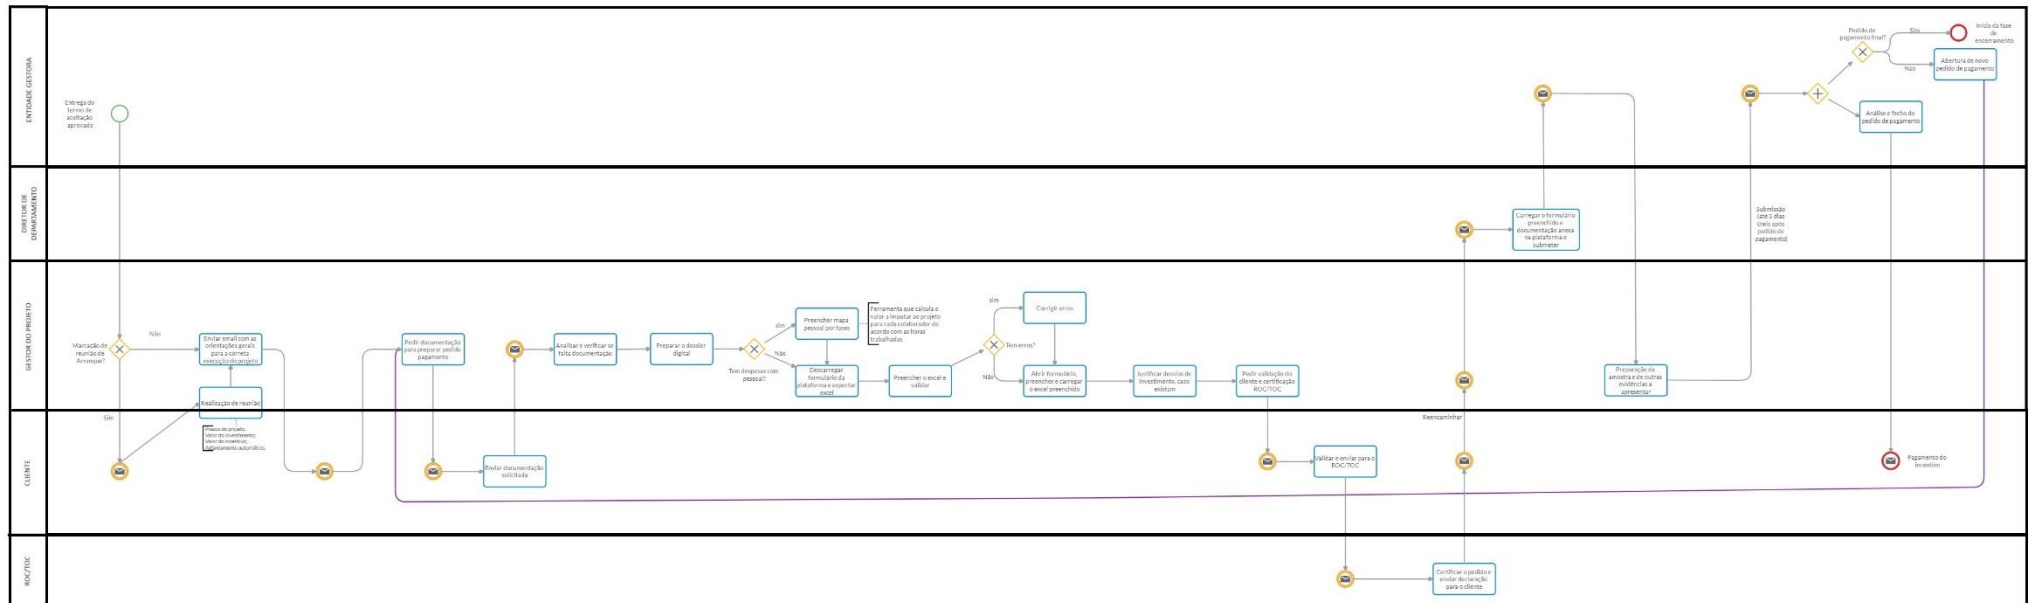 ENTIDADE GESTORA
Entrega do
termo de
aceitação
aprovado
Pedido de
pagamento final?
Sim
Não
Início da fase
de
encerramento
Abertura de novo
pedido de pagamento
Análise e fecho do
pedido de pagamento
DIRETOR DE
DEPARTAMENTO
Carregar o formulário
preenchido e
documentação anexa
na plataforma e
submeter
Submissão
(até 5 dias
úteis após
pedido de
pagamento)
GESTOR DO PROJETO
Marcação de
reunião de
Arranque?
Não
Sim
Enviar email com as
orientações gerais
para a correta
execução do projeto
Realização de reunião
Prazos do projeto;
Valor do investimento;
Valor do incentivo;
Adiantamento automático.
Pedir documentação
para preparar pedido
pagamento
Analisar e verificar se
falta documentação
Preparar o dossier
digital
Tem despesas com
pessoal?
sim
Não
Preencher mapa
pessoal por fases
Ferramenta que calcula o
valor a imputar ao projeto
para cada colaborador de
acordo com as horas
trabalhadas
Descarregar
formulário da
plataforma e exportar
excel
Preencher o excel e
validar
Tem erros?
sim
Não
Corrigir erros
Abrir formulário,
preencher e carregar
o excel preenchido
Justificar desvios de
investimento, caso
existam
Pedir validação do
cliente e certificação
ROC/TOC
Preparação da
amostra e de outras
evidências a
apresentar
CLIENTE
Enviar documentação
solicitada
Validar e enviar para o
ROC/TOC
Reencaminhar
Pagamento do
incentivo
ROC/TOC
Certificar o pedido e
enviar declaração
para o cliente